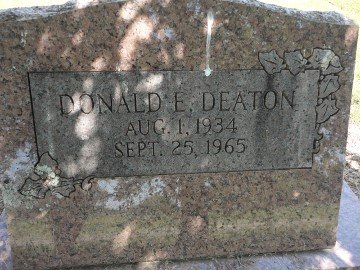 DONALD E. DEATON
AUG. 1, 1934
SEPT. 25, 1965